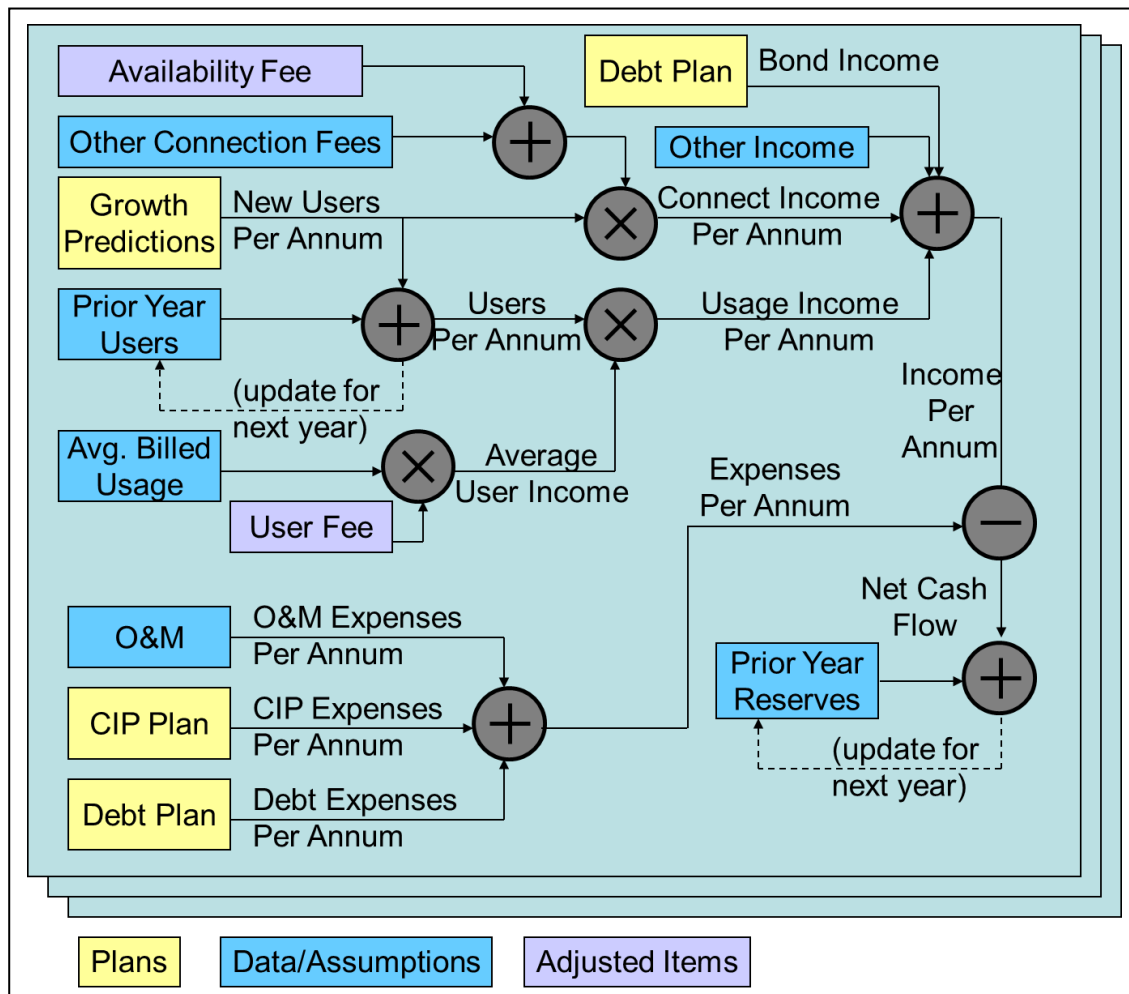 Availability Fee
Debt Plan
Bond Income
Other Connection Fees
+
Other Income
Growth
Predictions
New Users
Per Annum
×
Connect Income
Per Annum
+
Prior Year
Users
+
Users
Per Annum
×
Usage Income
Per Annum
(update for
next year)
Income
Per
Annum
Avg. Billed
Usage
×
Average
User Income
User Fee
Expenses
Per Annum
−
Net Cash
Flow
O&M
O&M Expenses
Per Annum
CIP Plan
CIP Expenses
Per Annum
+
Debt Plan
Debt Expenses
Per Annum
Prior Year
Reserves
+
(update for
next year)
Plans
Data/Assumptions
Adjusted Items